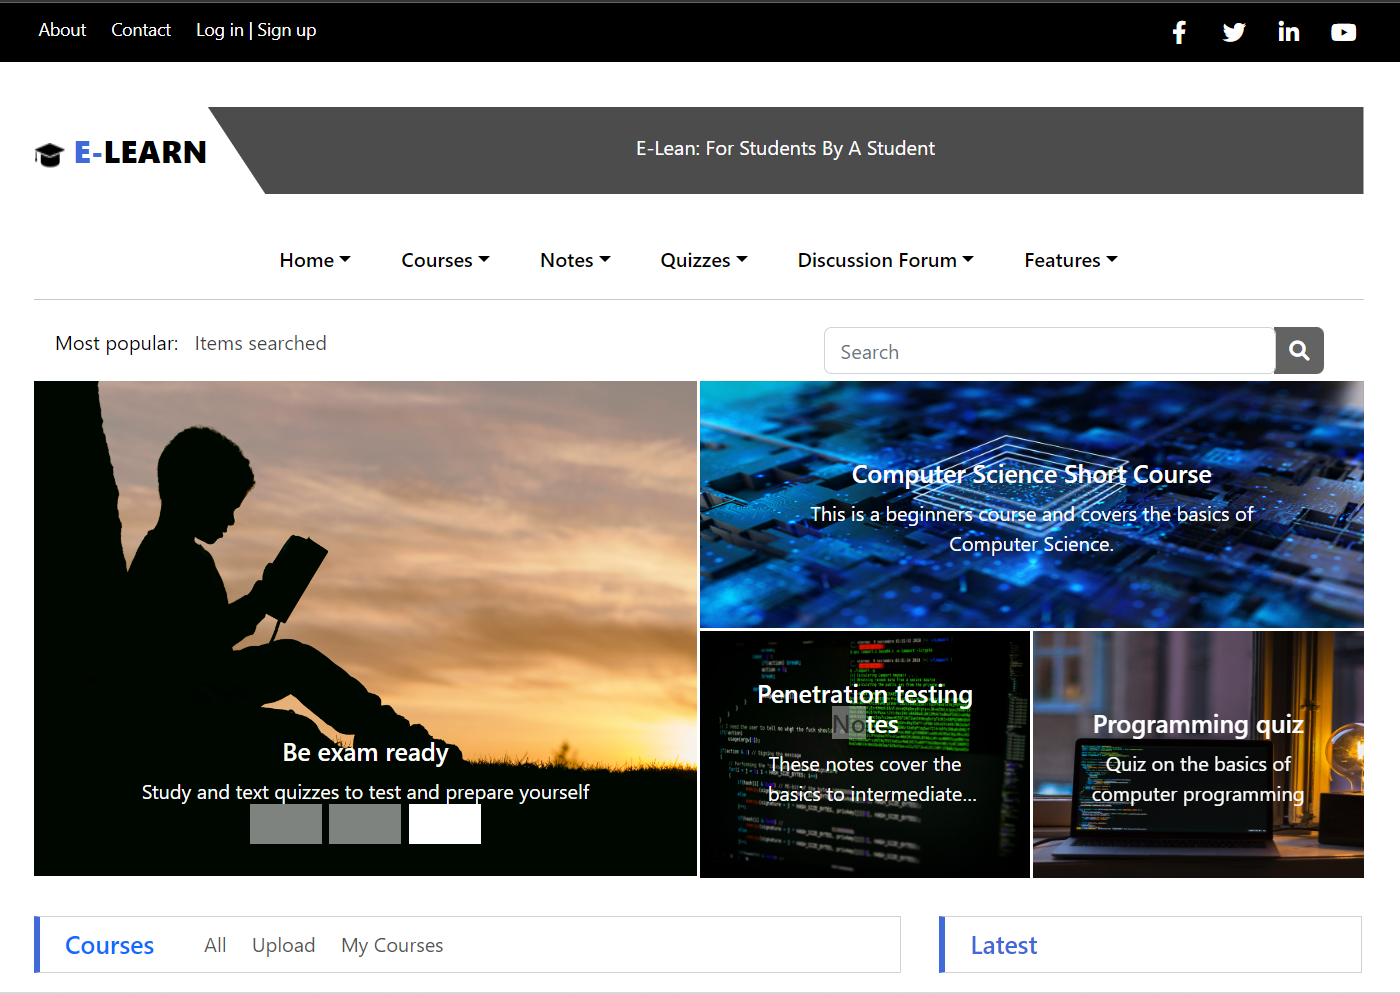 About Contact Log in | Sign up
E-LEARN
E-Lean: For Students By A Student
Home Courses Notes Quizzes Discussion Forum Features
Most popular: Items searched
Search
Be exam ready
Study and text quizzes to test and prepare yourself
Computer Science Short Course
This is a beginners course and covers the basics of
Computer Science.
Penetration testing
Notes
These notes cover the
basics to intermediate...
Programming quiz
Quiz on the basics of
computer programming
Courses All Upload My Courses
Latest